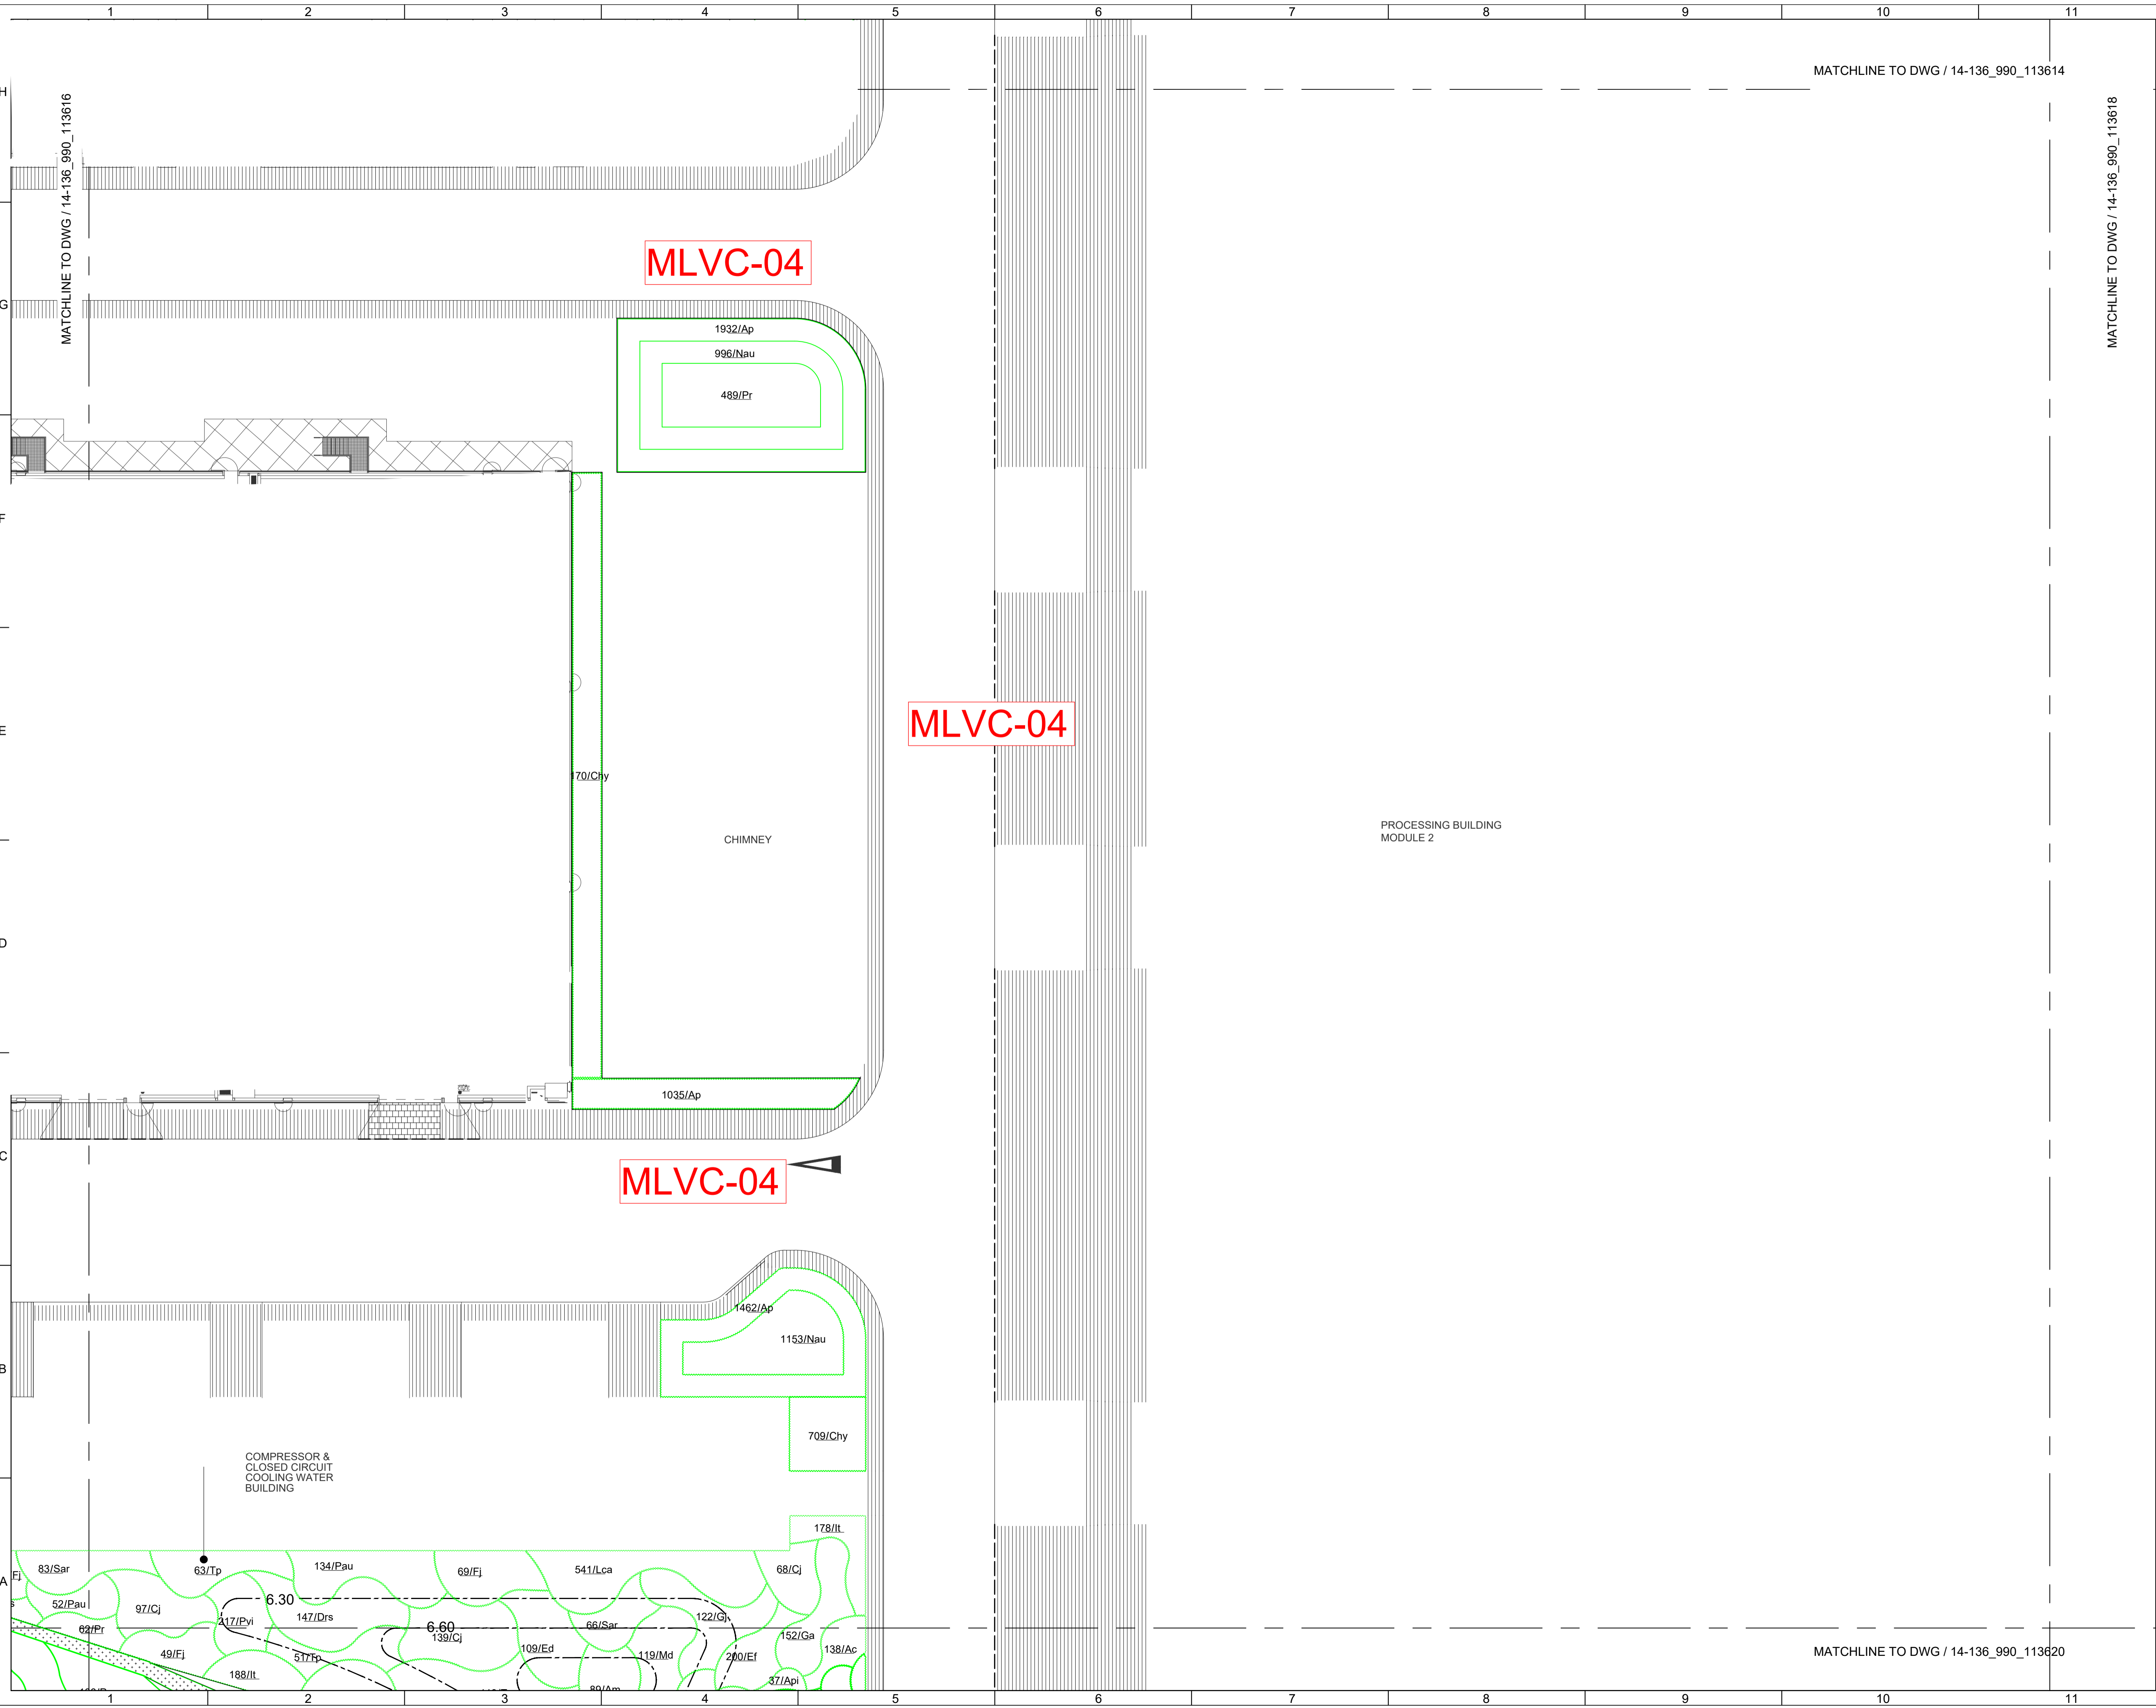 1 2 3 4 5 6 7 8 9 10 11
MATCHLINE TO DWG / 14-136_990_113614
H
MATCHLINE TO DWG / 14-136_990_113616
MATCHLINE TO DWG / 14-136_990_113618
MLVC-04
G
1932/Ap
996/Nau
489/Pr
F
MLVC-04
E
170/Chy
PROCESSING BUILDING
MODULE 2
CHIMNEY
D
1035/Ap
C
MLVC-04
1462/Ap
1153/Nau
B
709/Chy
COMPRESSOR &
CLOSED CIRCUIT
COOLING WATER
BUILDING
178/It
A
Fj
83/Sar
63/Tp
134/Pau
69/Fj
541/Lca
68/Cj
6.30
52/Pau
97/Cj
217/Pvi
147/Drs
6.60
139/Cj
66/Sar
122/Gj
62/Pr
152/Ga
49/Fj
51/Tp
109/Ed
119/Md
200/Ef
138/Ac
MATCHLINE TO DWG / 14-136_990_113620
188/It
37/Api
89/Am
1 2 3 4 5 6 7 8 9 10 11